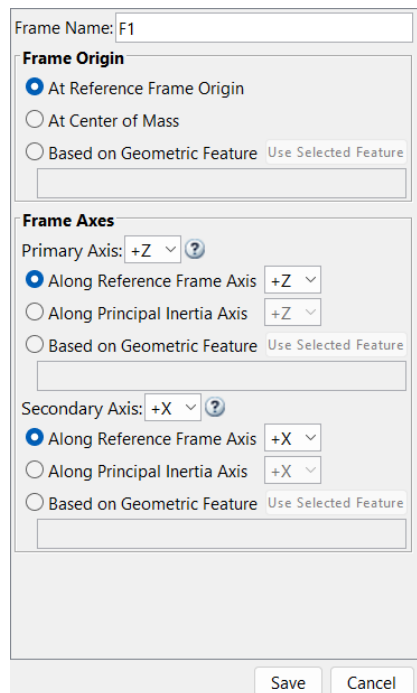 Frame Name: F1
Frame Origin
At Reference Frame Origin
At Center of Mass
Based on Geometric Feature Use Selected Feature
Frame Axes
Primary Axis: +Z ?
Along Reference Frame Axis +Z
Along Principal Inertia Axis +Z
Based on Geometric Feature Use Selected Feature
Secondary Axis: +X ?
Along Reference Frame Axis +X
Along Principal Inertia Axis +X
Based on Geometric Feature Use Selected Feature
Save Cancel